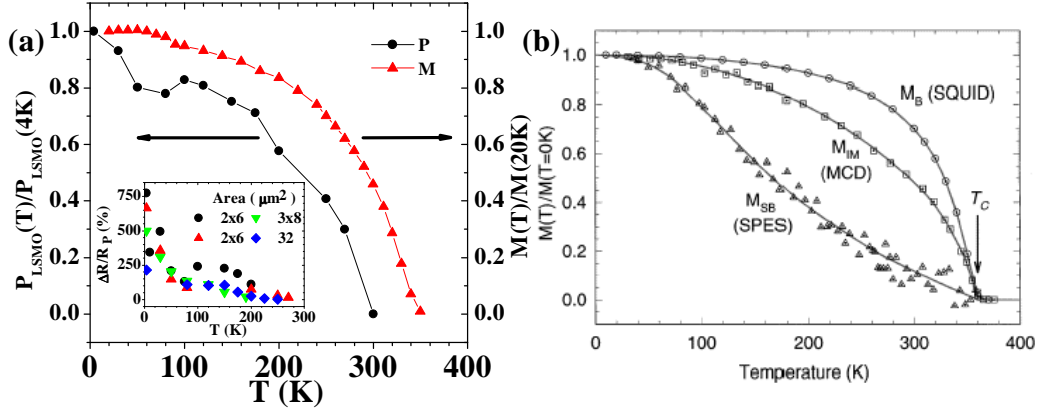 (a)
P
M
P_LSMO(T)/P_LSMO(4K)
1.0
0.8
0.6
0.4
0.2
0.0
1.0
0.8
0.6
0.4
0.2
0.0
M(T)/M(20K)
0 100 200 300 400
T (K)
ΔR/R_P (%)
750
500
250
0
Area (μm²)
2x6 3x8
2x6 32
0 100 200 300
T (K)
(b)
M(T)/M(T=0K)
1.0
0.8
0.6
0.4
0.2
0.0
M_B (SQUID)
M_IM
(MCD)
M_SB
(SPES)
T_C
0 100 200 300 400
Temperature (K)